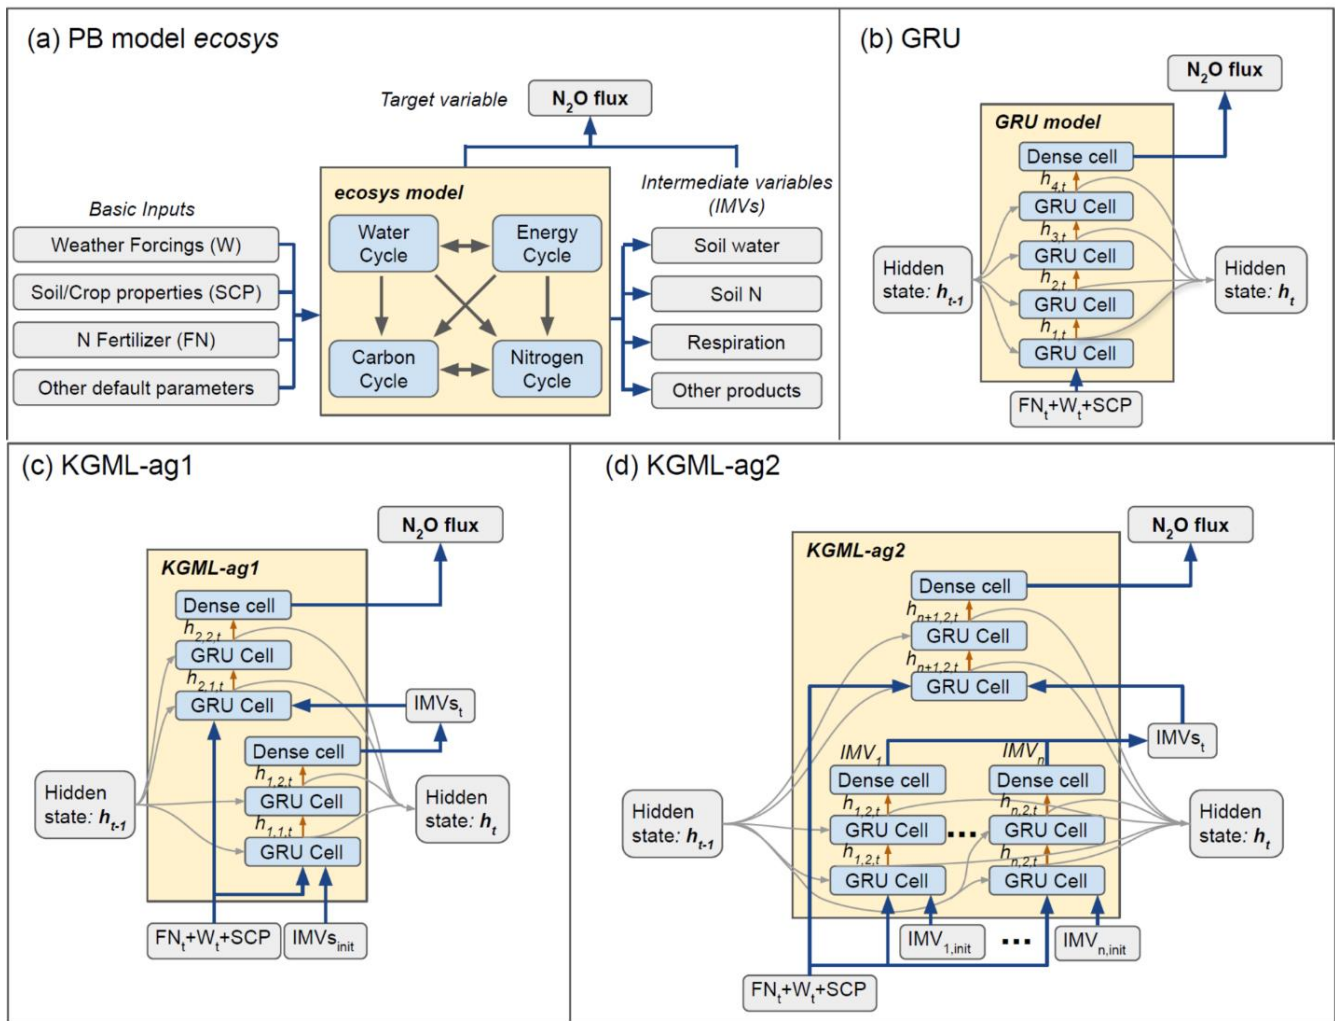 (a) PB model ecosys
Target variable
N₂O flux
Basic Inputs
Weather Forcings (W)
Soil/Crop properties (SCP)
N Fertilizer (FN)
Other default parameters
ecosys model
Water
Cycle
Energy
Cycle
Carbon
Cycle
Nitrogen
Cycle
Intermediate variables
(IMVs)
Soil water
Soil N
Respiration
Other products
(b) GRU
N₂O flux
GRU model
Dense cell
h4,t
GRU Cell
h3,t
GRU Cell
h2,t
GRU Cell
h1,t
GRU Cell
Hidden
state: ht-1
Hidden
state: ht
FNt+Wt+SCP
(c) KGML-ag1
N₂O flux
KGML-ag1
Dense cell
h2,2,t
GRU Cell
h2,1,t
GRU Cell
IMVst
Dense cell
h1,2,t
GRU Cell
h1,1,t
GRU Cell
Hidden
state: ht-1
Hidden
state: ht
FNt+Wt+SCP
IMVsinit
(d) KGML-ag2
N₂O flux
KGML-ag2
Dense cell
hn+1,2,t
GRU Cell
hn+1,2,t
GRU Cell
IMVst
IMV1
IMVn
Dense cell
Dense cell
h1,2,t
hn,2,t
GRU Cell
...
GRU Cell
h1,2,t
hn,2,t
GRU Cell
GRU Cell
Hidden
state: ht-1
Hidden
state: ht
IMV1,init
...
IMVn,init
FNt+Wt+SCP